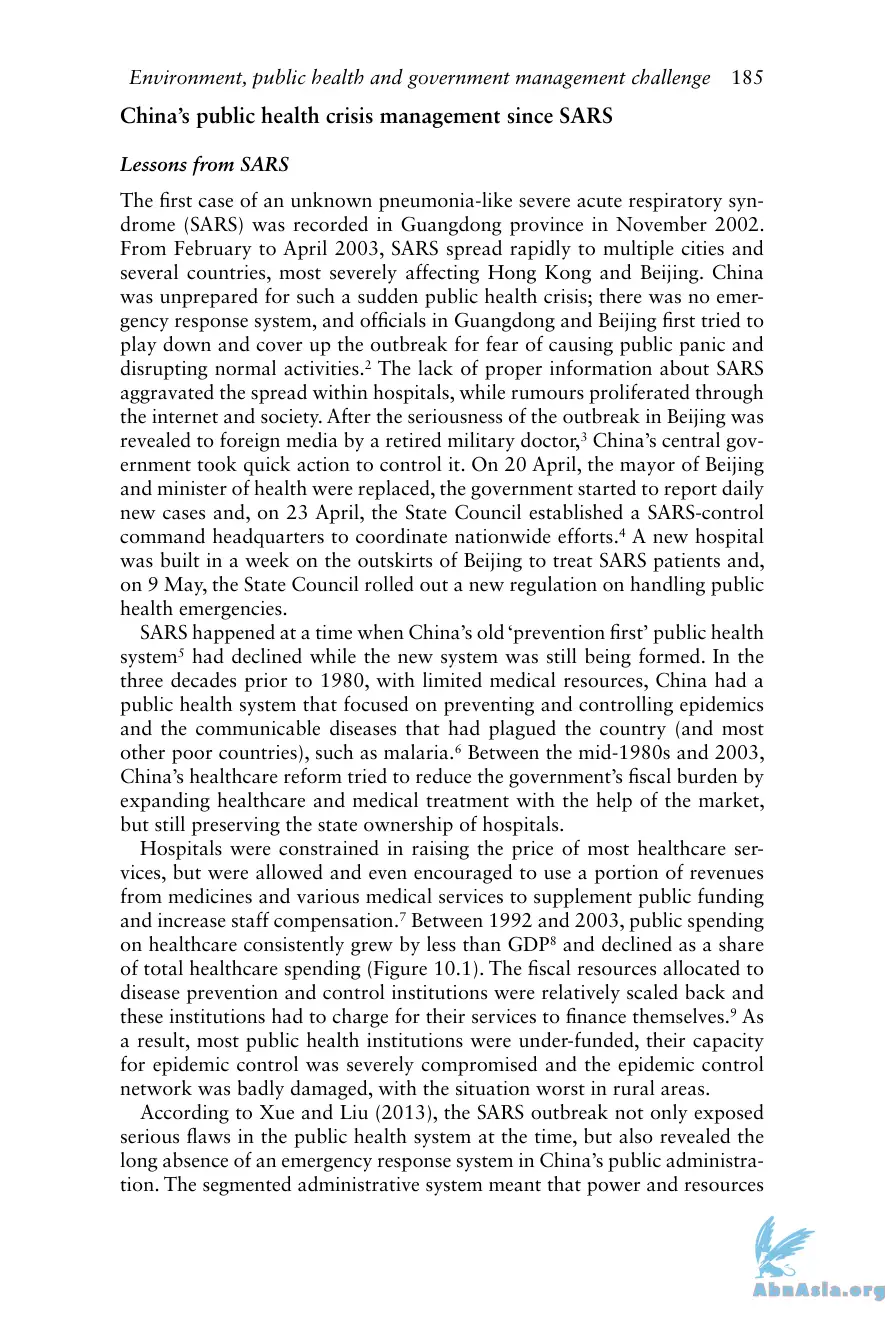 Environment, public health and government management challenge 185
China’s public health crisis management since SARS
Lessons from SARS
The first case of an unknown pneumonia-like severe acute respiratory syn-
drome (SARS) was recorded in Guangdong province in November 2002.
From February to April 2003, SARS spread rapidly to multiple cities and
several countries, most severely affecting Hong Kong and Beijing. China
was unprepared for such a sudden public health crisis; there was no emer-
gency response system, and officials in Guangdong and Beijing first tried to
play down and cover up the outbreak for fear of causing public panic and
disrupting normal activities.² The lack of proper information about SARS
aggravated the spread within hospitals, while rumours proliferated through
the internet and society. After the seriousness of the outbreak in Beijing was
revealed to foreign media by a retired military doctor,³ China’s central gov-
ernment took quick action to control it. On 20 April, the mayor of Beijing
and minister of health were replaced, the government started to report daily
new cases and, on 23 April, the State Council established a SARS-control
command headquarters to coordinate nationwide efforts.⁴ A new hospital
was built in a week on the outskirts of Beijing to treat SARS patients and,
on 9 May, the State Council rolled out a new regulation on handling public
health emergencies.
SARS happened at a time when China’s old ‘prevention first’ public health
system⁵ had declined while the new system was still being formed. In the
three decades prior to 1980, with limited medical resources, China had a
public health system that focused on preventing and controlling epidemics
and the communicable diseases that had plagued the country (and most
other poor countries), such as malaria.⁶ Between the mid-1980s and 2003,
China’s healthcare reform tried to reduce the government’s fiscal burden by
expanding healthcare and medical treatment with the help of the market,
but still preserving the state ownership of hospitals.
Hospitals were constrained in raising the price of most healthcare ser-
vices, but were allowed and even encouraged to use a portion of revenues
from medicines and various medical services to supplement public funding
and increase staff compensation.⁷ Between 1992 and 2003, public spending
on healthcare consistently grew by less than GDP⁸ and declined as a share
of total healthcare spending (Figure 10.1). The fiscal resources allocated to
disease prevention and control institutions were relatively scaled back and
these institutions had to charge for their services to finance themselves.⁹ As
a result, most public health institutions were under-funded, their capacity
for epidemic control was severely compromised and the epidemic control
network was badly damaged, with the situation worst in rural areas.
According to Xue and Liu (2013), the SARS outbreak not only exposed
serious flaws in the public health system at the time, but also revealed the
long absence of an emergency response system in China’s public administra-
tion. The segmented administrative system meant that power and resources
AbnAsia.org